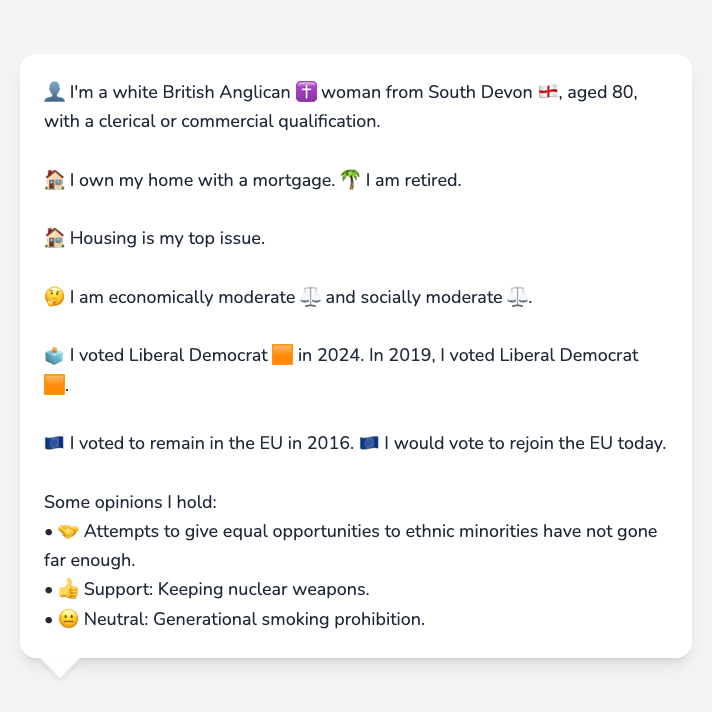 👤 I'm a white British Anglican ✝️ woman from South Devon 🏴󠁧󠁢󠁥󠁮󠁧󠁿, aged 80,
with a clerical or commercial qualification.
🏠 I own my home with a mortgage. 🌴 I am retired.
🏠 Housing is my top issue.
🤔 I am economically moderate ⚖️ and socially moderate ⚖️.
🗳️ I voted Liberal Democrat 🟧 in 2024. In 2019, I voted Liberal Democrat
🟧.
🇪🇺 I voted to remain in the EU in 2016. 🇪🇺 I would vote to rejoin the EU today.
Some opinions I hold:
• 🤝 Attempts to give equal opportunities to ethnic minorities have not gone
far enough.
• 👍 Support: Keeping nuclear weapons.
• 😐 Neutral: Generational smoking prohibition.